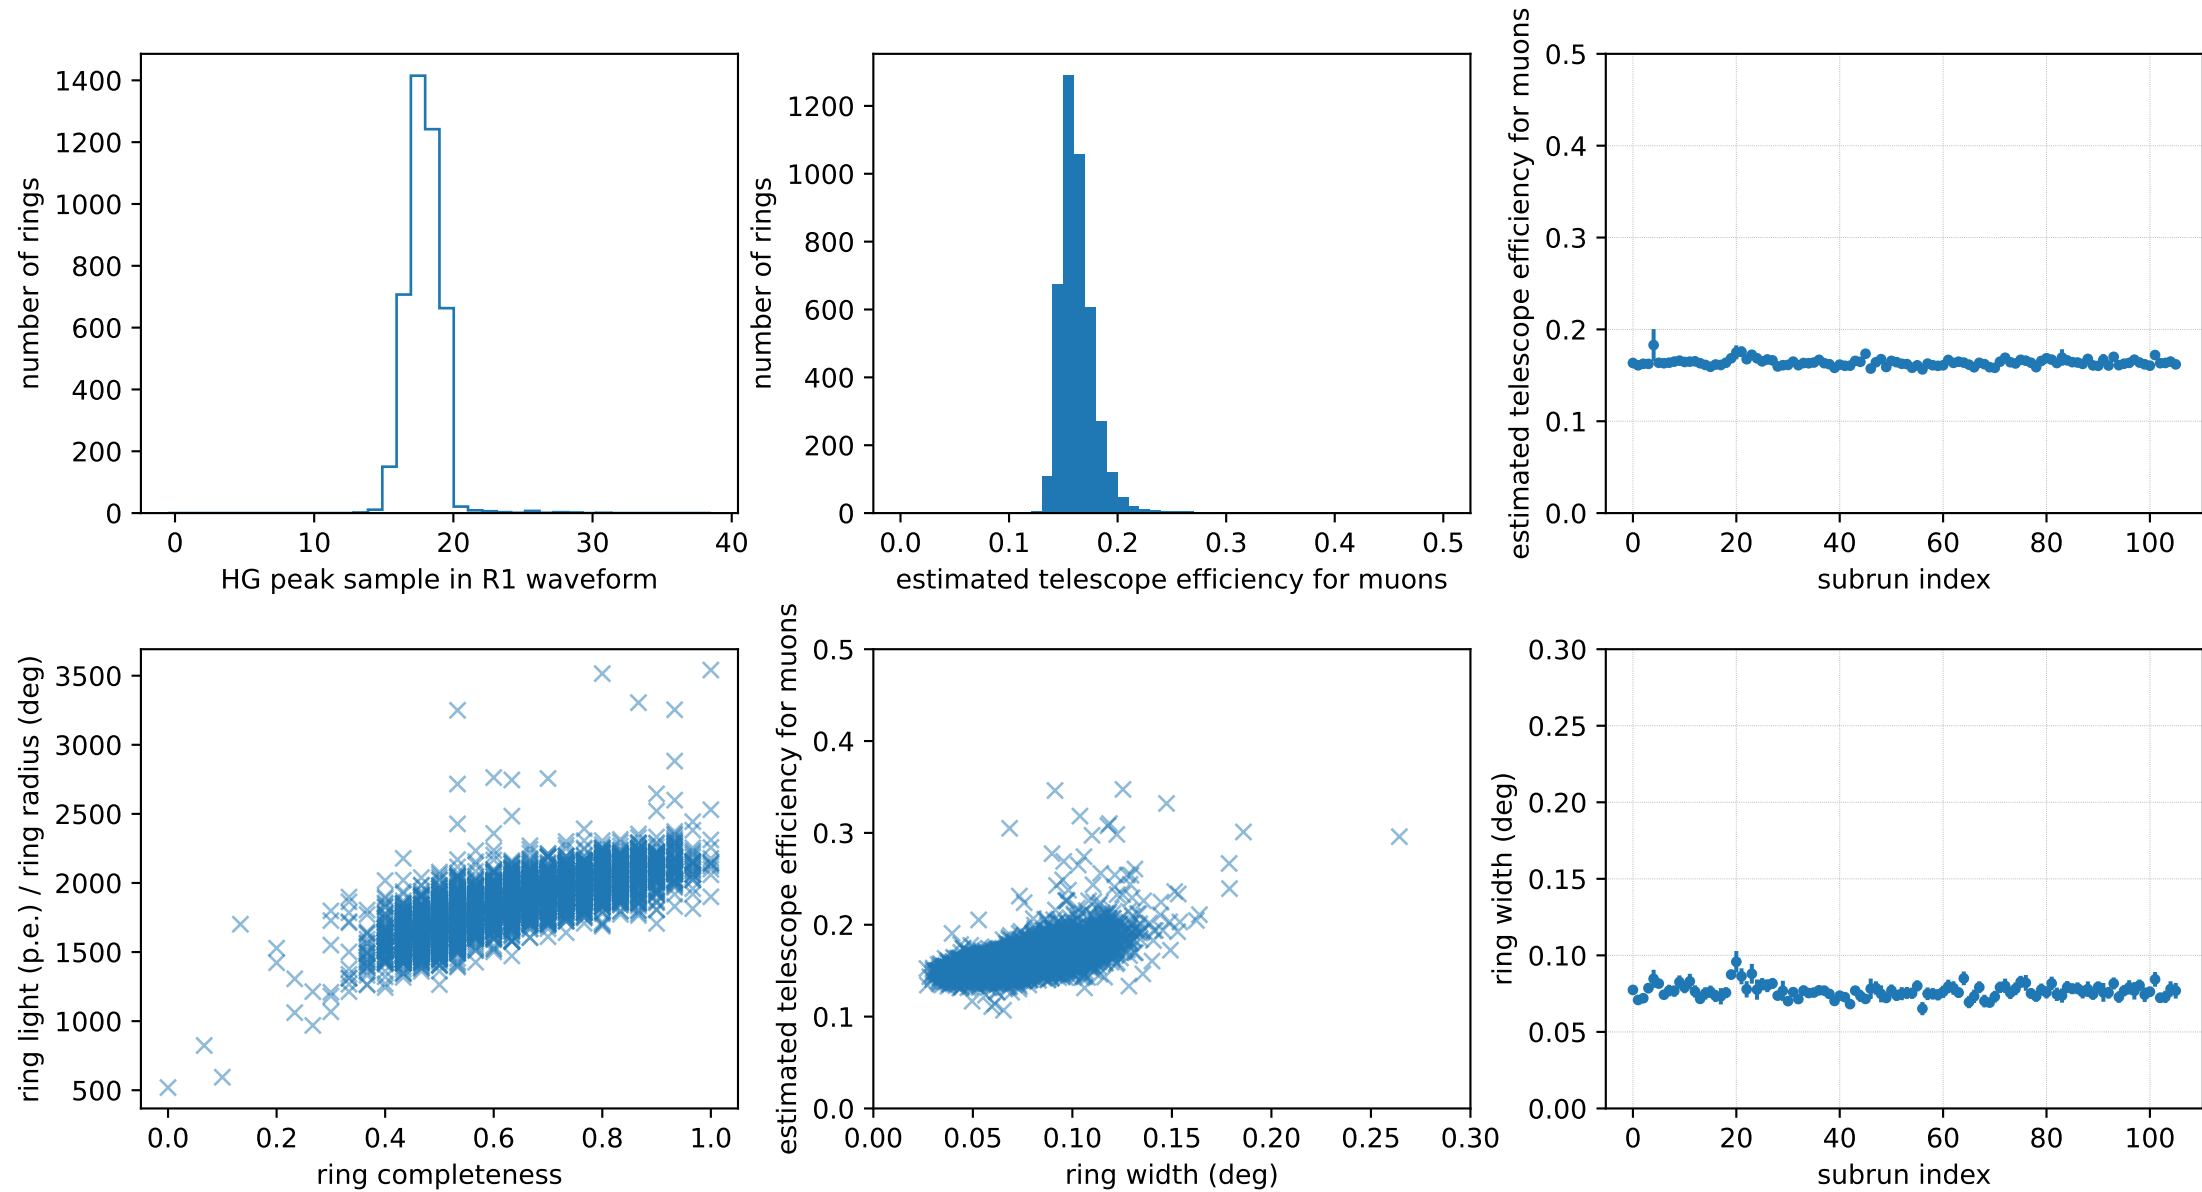 1400
1200
1000
800
600
400
200
0
number of rings
0 10 20 30 40
HG peak sample in R1 waveform
1200
1000
800
600
400
200
0
number of rings
0.0 0.1 0.2 0.3 0.4 0.5
estimated telescope efficiency for muons
0.5
0.4
0.3
0.2
0.1
0.0
estimated telescope efficiency for muons
0 20 40 60 80 100
subrun index
3500
3000
2500
2000
1500
1000
500
ring light (p.e.) / ring radius (deg)
0.0 0.2 0.4 0.6 0.8 1.0
ring completeness
0.5
0.4
0.3
0.2
0.1
0.0
estimated telescope efficiency for muons
0.00 0.05 0.10 0.15 0.20 0.25 0.30
ring width (deg)
0.30
0.25
0.20
0.15
0.10
0.05
0.00
ring width (deg)
0 20 40 60 80 100
subrun index